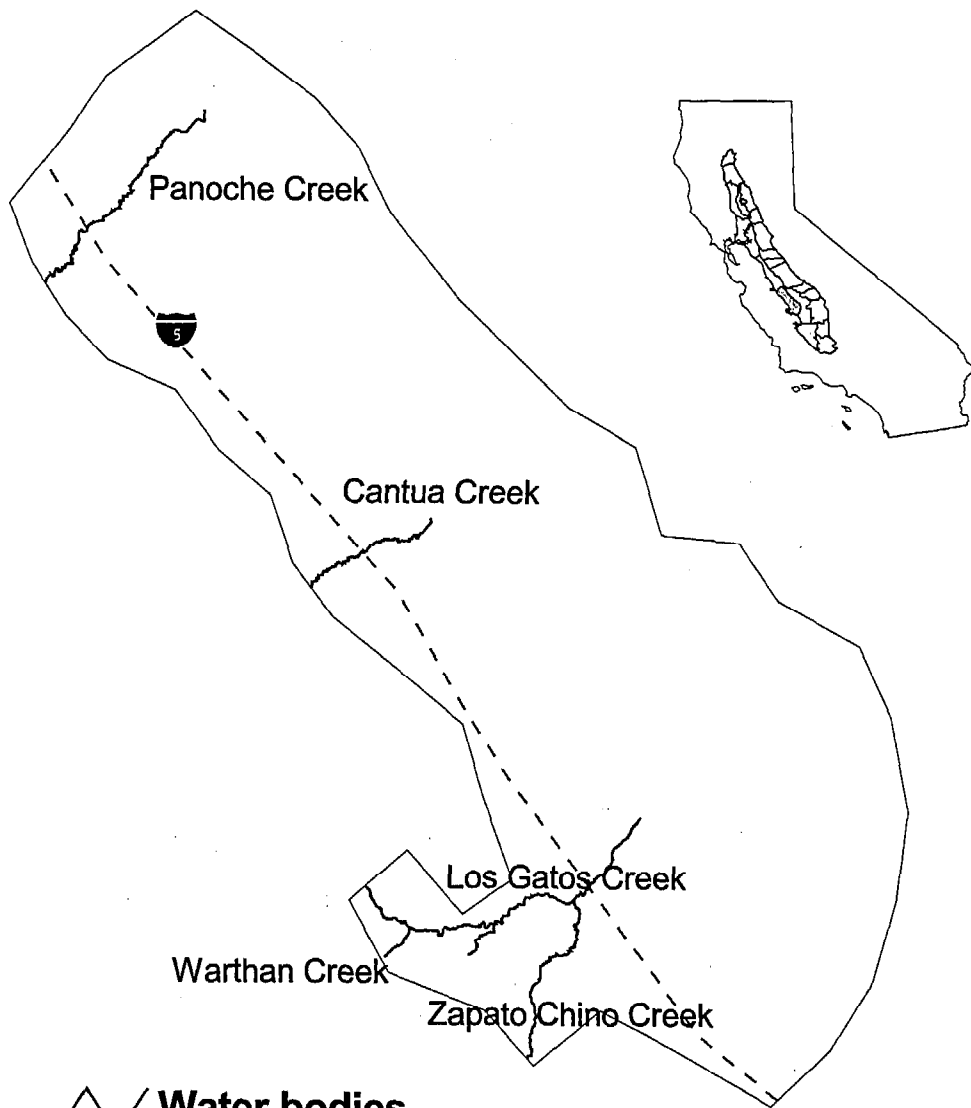 Panoche Creek
5
Cantua Creek
Los Gatos Creek
Warthan Creek
Zapato Chino Creek
Water bodies